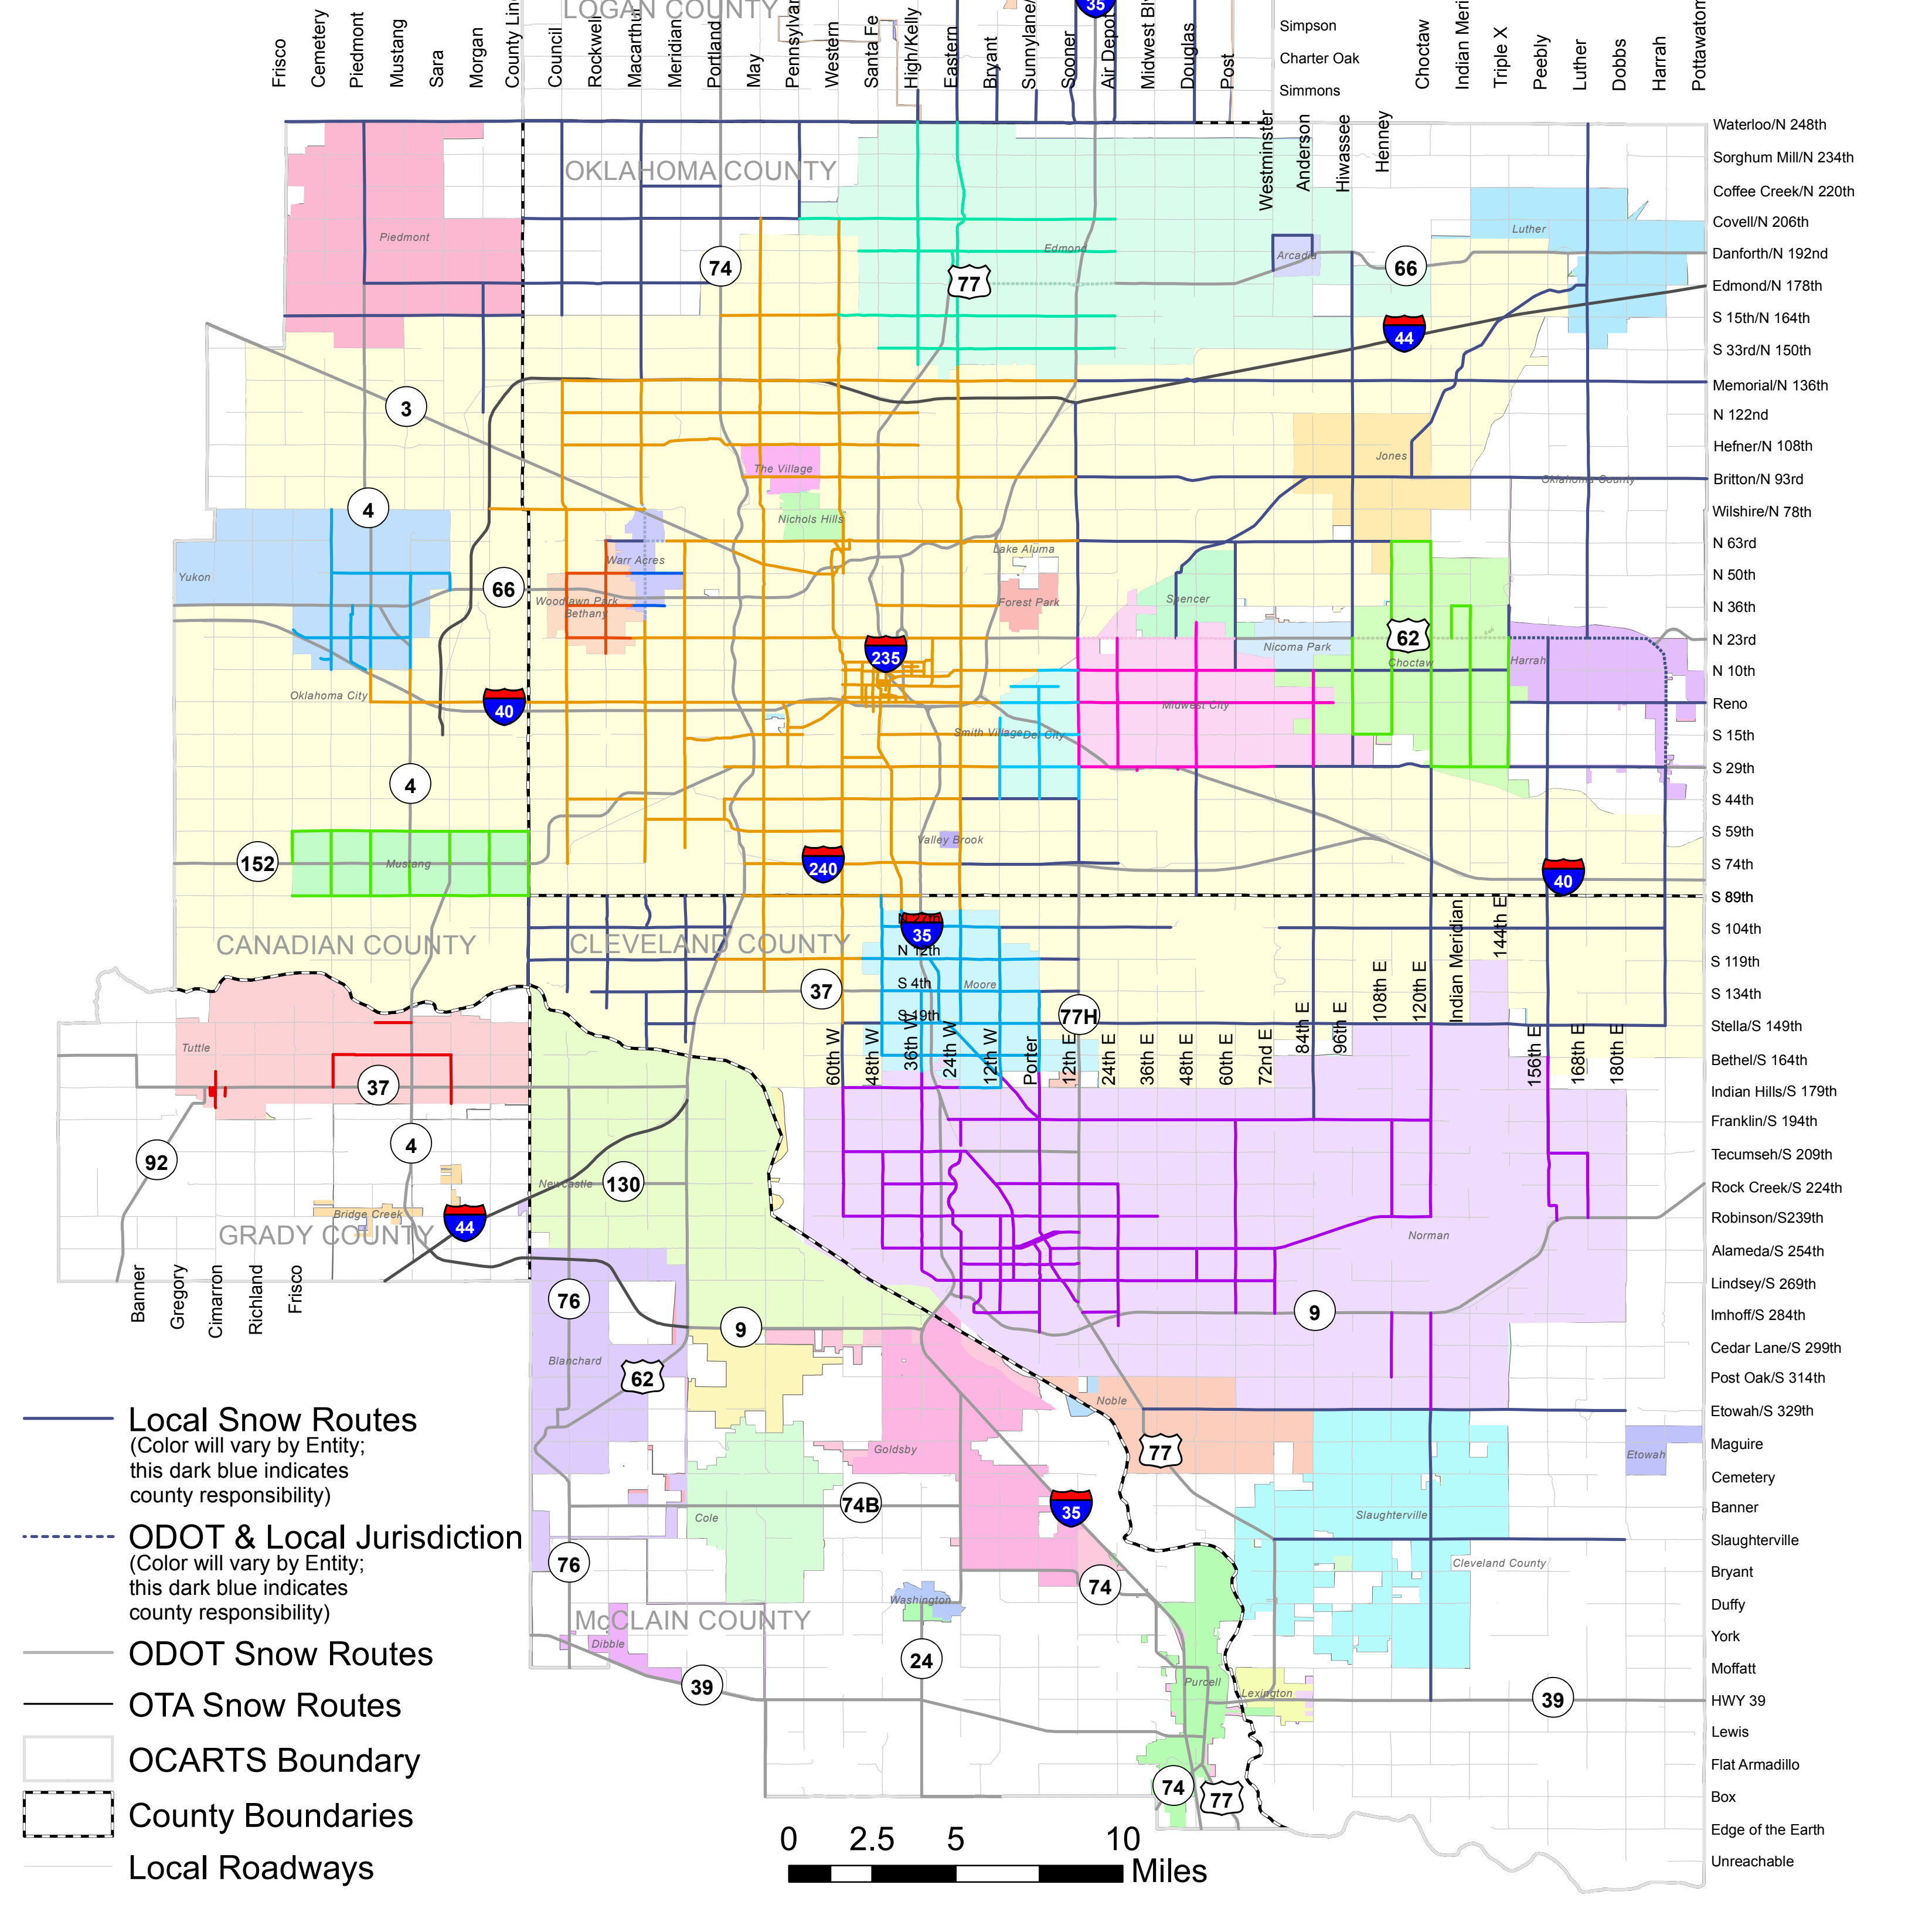 LOGAN COUNTY
35
Simpson
Charter Oak
Simmons
Frisco
Cemetery
Piedmont
Mustang
Sara
Morgan
County Line
Council
Rockwell
Macarthur
Meridian
Portland
May
Western
Santa Fe
High/Kelly
Eastern
Bryant
Sooner
Air Depot
Douglas
Post
Westminster
Anderson
Hiwassee
Henney
Choctaw
Triple X
Peebly
Luther
Dobbs
Harrah
Waterloo/N 248th
Sorghum Mill/N 234th
Coffee Creek/N 220th
Covell/N 206th
Danforth/N 192nd
Edmond/N 178th
S 15th/N 164th
S 33rd/N 150th
Memorial/N 136th
N 122nd
Hefner/N 108th
Britton/N 93rd
Wilshire/N 78th
N 63rd
N 50th
N 36th
N 23rd
N 10th
Reno
S 15th
S 29th
S 44th
S 59th
S 74th
S 89th
S 104th
S 119th
S 134th
Stella/S 149th
Bethel/S 164th
Indian Hills/S 179th
Franklin/S 194th
Tecumseh/S 209th
Rock Creek/S 224th
Robinson/S239th
Alameda/S 254th
Lindsey/S 269th
Imhoff/S 284th
Cedar Lane/S 299th
Post Oak/S 314th
Etowah/S 329th
Maguire
Cemetery
Banner
Slaughterville
Bryant
Duffy
York
Moffatt
HWY 39
Lewis
Flat Armadillo
Box
Edge of the Earth
Unreachable
OKLAHOMA COUNTY
Piedmont
Edmond
Arcadia
Luther
74
77
66
44
3
4
The Village
Nichols Hills
Jones
Oklahoma County
Yukon
66
Warr Acres
Woodlawn Park
Bethany
Lake Aluma
Forest Park
Spencer
Nicoma Park
62
Choctaw
Harrah
235
Oklahoma City
40
Midwest City
Smith Village
Del City
4
152
Mustang
240
Valley Brook
40
CANADIAN COUNTY
CLEVELAND COUNTY
N 27th
35
N 12th
S 4th
Moore
S 19th
37
77H
60th W
48th W
36th W
24th W
12th W
Porter
12th E
24th E
36th E
48th E
60th E
72nd E
84th E
96th E
108th E
120th E
Indian Meridian
144th E
156th E
168th E
180th E
Tuttle
37
92
4
Bridge Creek
44
GRADY COUNTY
Banner
Gregory
Cimarron
Richland
Frisco
Newcastle
130
Norman
76
9
9
Blanchard
62
Noble
77
Goldsby
Etowah
74B
35
Cole
Slaughterville
Cleveland County
76
74
Washington
McCLAIN COUNTY
Dibble
24
39
Purcell
Lexington
39
74
77
Local Snow Routes
(Color will vary by Entity;
this dark blue indicates
county responsibility)
ODOT & Local Jurisdiction
(Color will vary by Entity;
this dark blue indicates
county responsibility)
ODOT Snow Routes
OTA Snow Routes
OCARTS Boundary
County Boundaries
Local Roadways
0 2.5 5 10
Miles